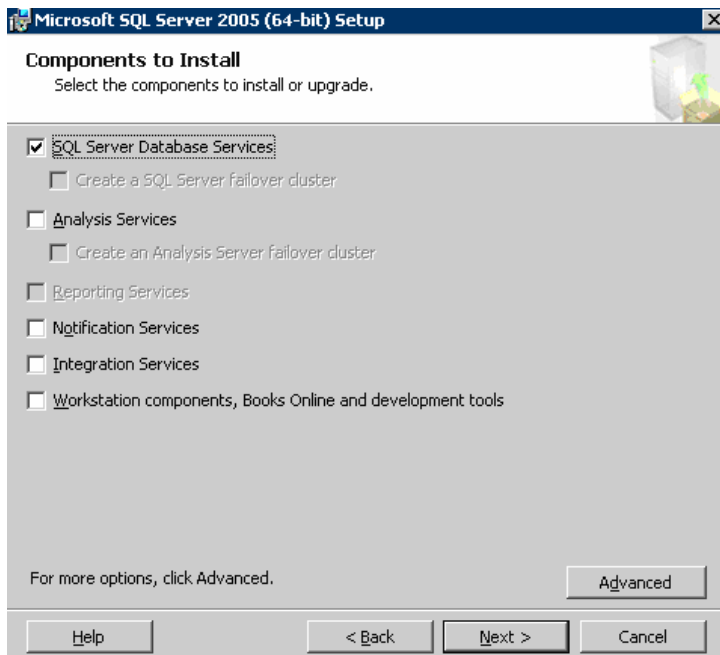 Microsoft SQL Server 2005 (64-bit) Setup
Components to Install
Select the components to install or upgrade.
SQL Server Database Services
Create a SQL Server failover cluster
Analysis Services
Create an Analysis Server failover cluster
Reporting Services
Notification Services
Integration Services
Workstation components, Books Online and development tools
For more options, click Advanced.
Advanced
Help
< Back
Next >
Cancel